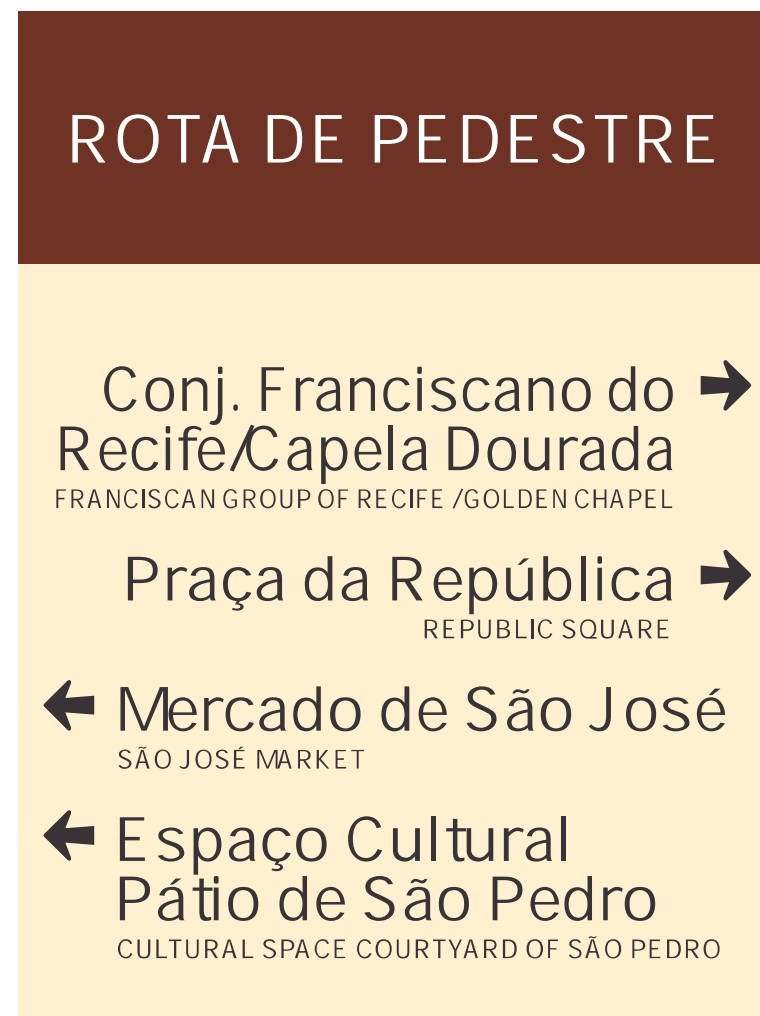 ROTA DE PEDESTRE
Conj. Franciscano do
Recife/Capela Dourada
FRANCISCAN GROUP OF RECIFE /GOLDEN CHAPEL
Praça da República
REPUBLIC SQUARE
Mercado de São José
SÃO JOSÉ MARKET
Espaço Cultural
Pátio de São Pedro
CULTURAL SPACE COURTYARD OF SÃO PEDRO